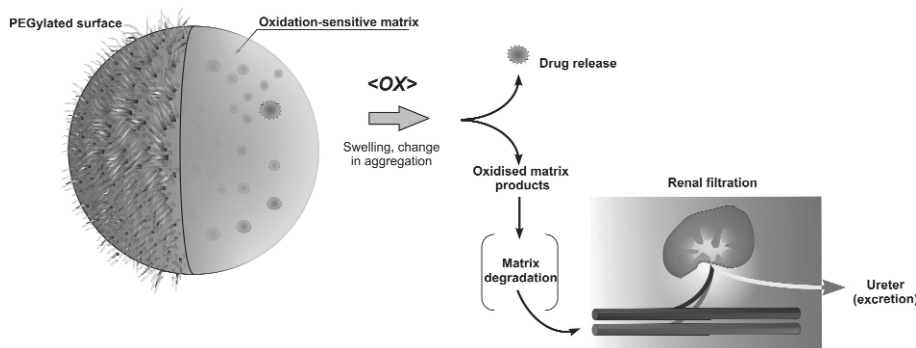 PEGylated surface
Oxidation-sensitive matrix
<OX>
Swelling, change
in aggregation
Drug release
Oxidised matrix
products
Matrix
degradation
Renal filtration
Ureter
(excretion)